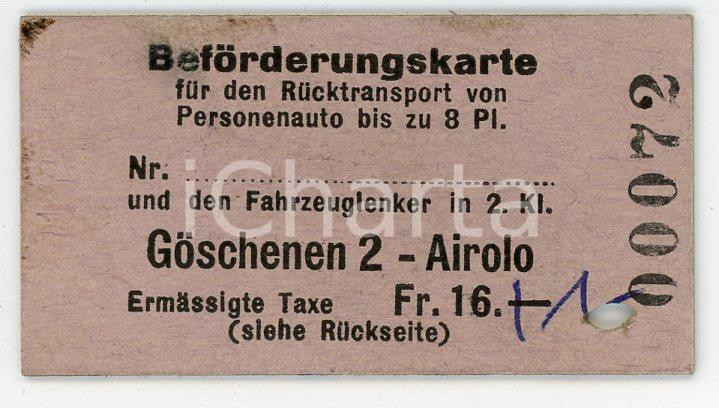 Beförderungskarte
für den Rücktransport von
Personenauto bis zu 8 Pl.
Nr. ........................................
und den Fahrzeuglenker in 2. Kl.
Göschenen 2 - Airolo
Ermässigte Taxe Fr. 16.—
(siehe Rückseite)
00072
iCharta